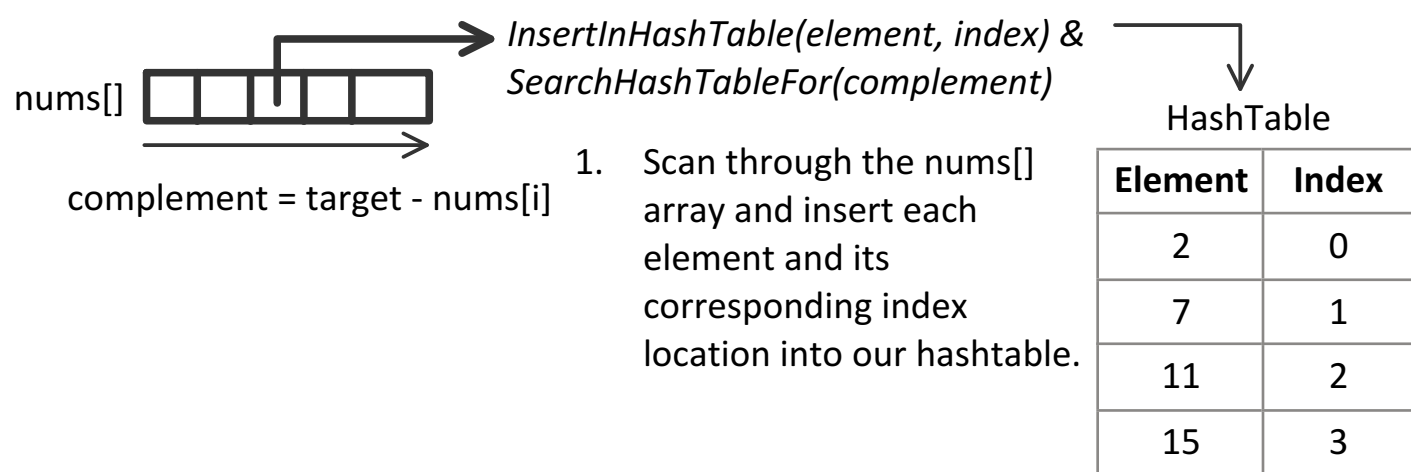 InsertInHashTable(element, index) &
SearchHashTableFor(complement)
nums[]
complement = target - nums[i]
1. Scan through the nums[]
array and insert each
element and its
corresponding index
location into our hashtable.
HashTable
Element Index
2 0
7 1
11 2
15 3